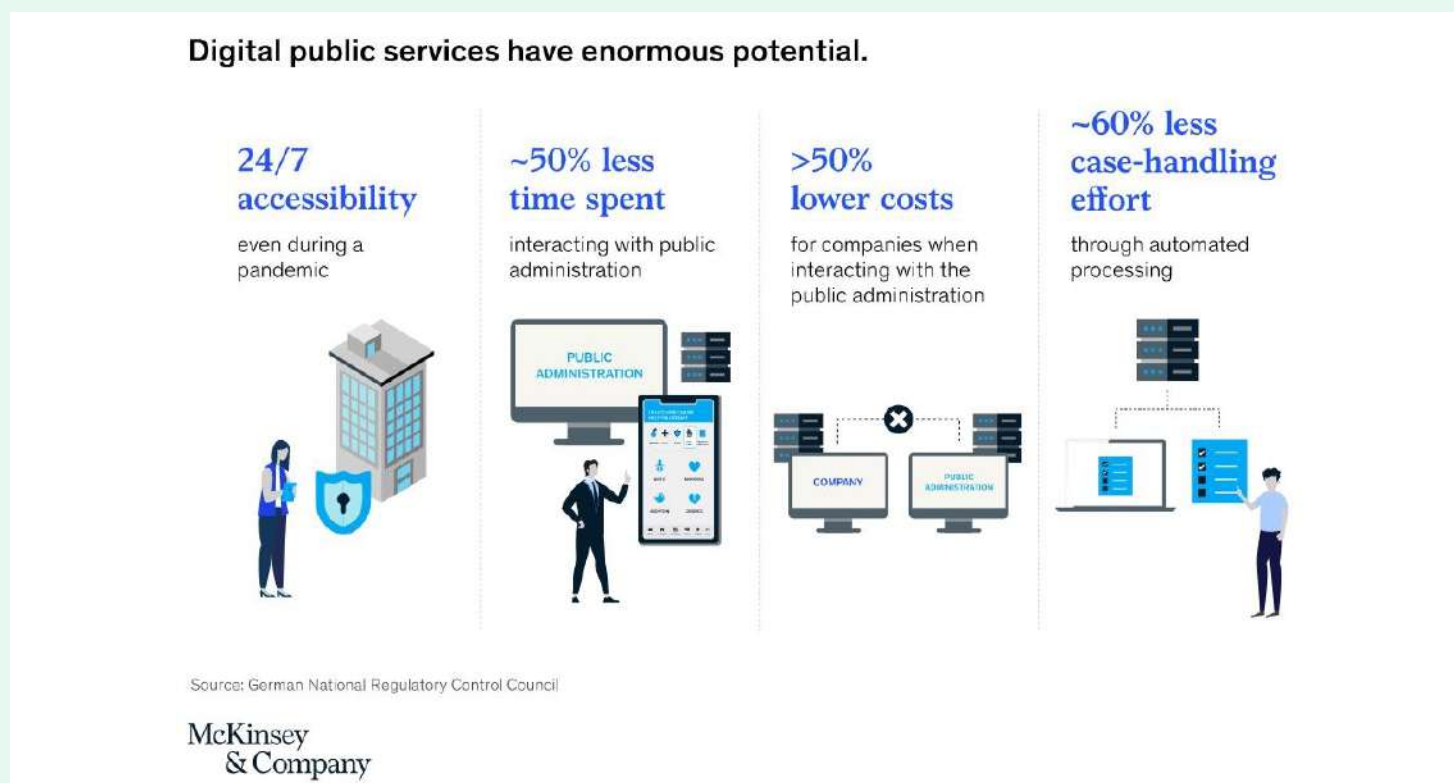 Digital public services have enormous potential.
24/7
accessibility
even during a
pandemic
~50% less
time spent
interacting with public
administration
>50%
lower costs
for companies when
interacting with the
public administration
~60% less
case-handling
effort
through automated
processing
PUBLIC
ADMINISTRATION
COMPANY
PUBLIC
ADMINISTRATION
Source: German National Regulatory Control Council
McKinsey
& Company